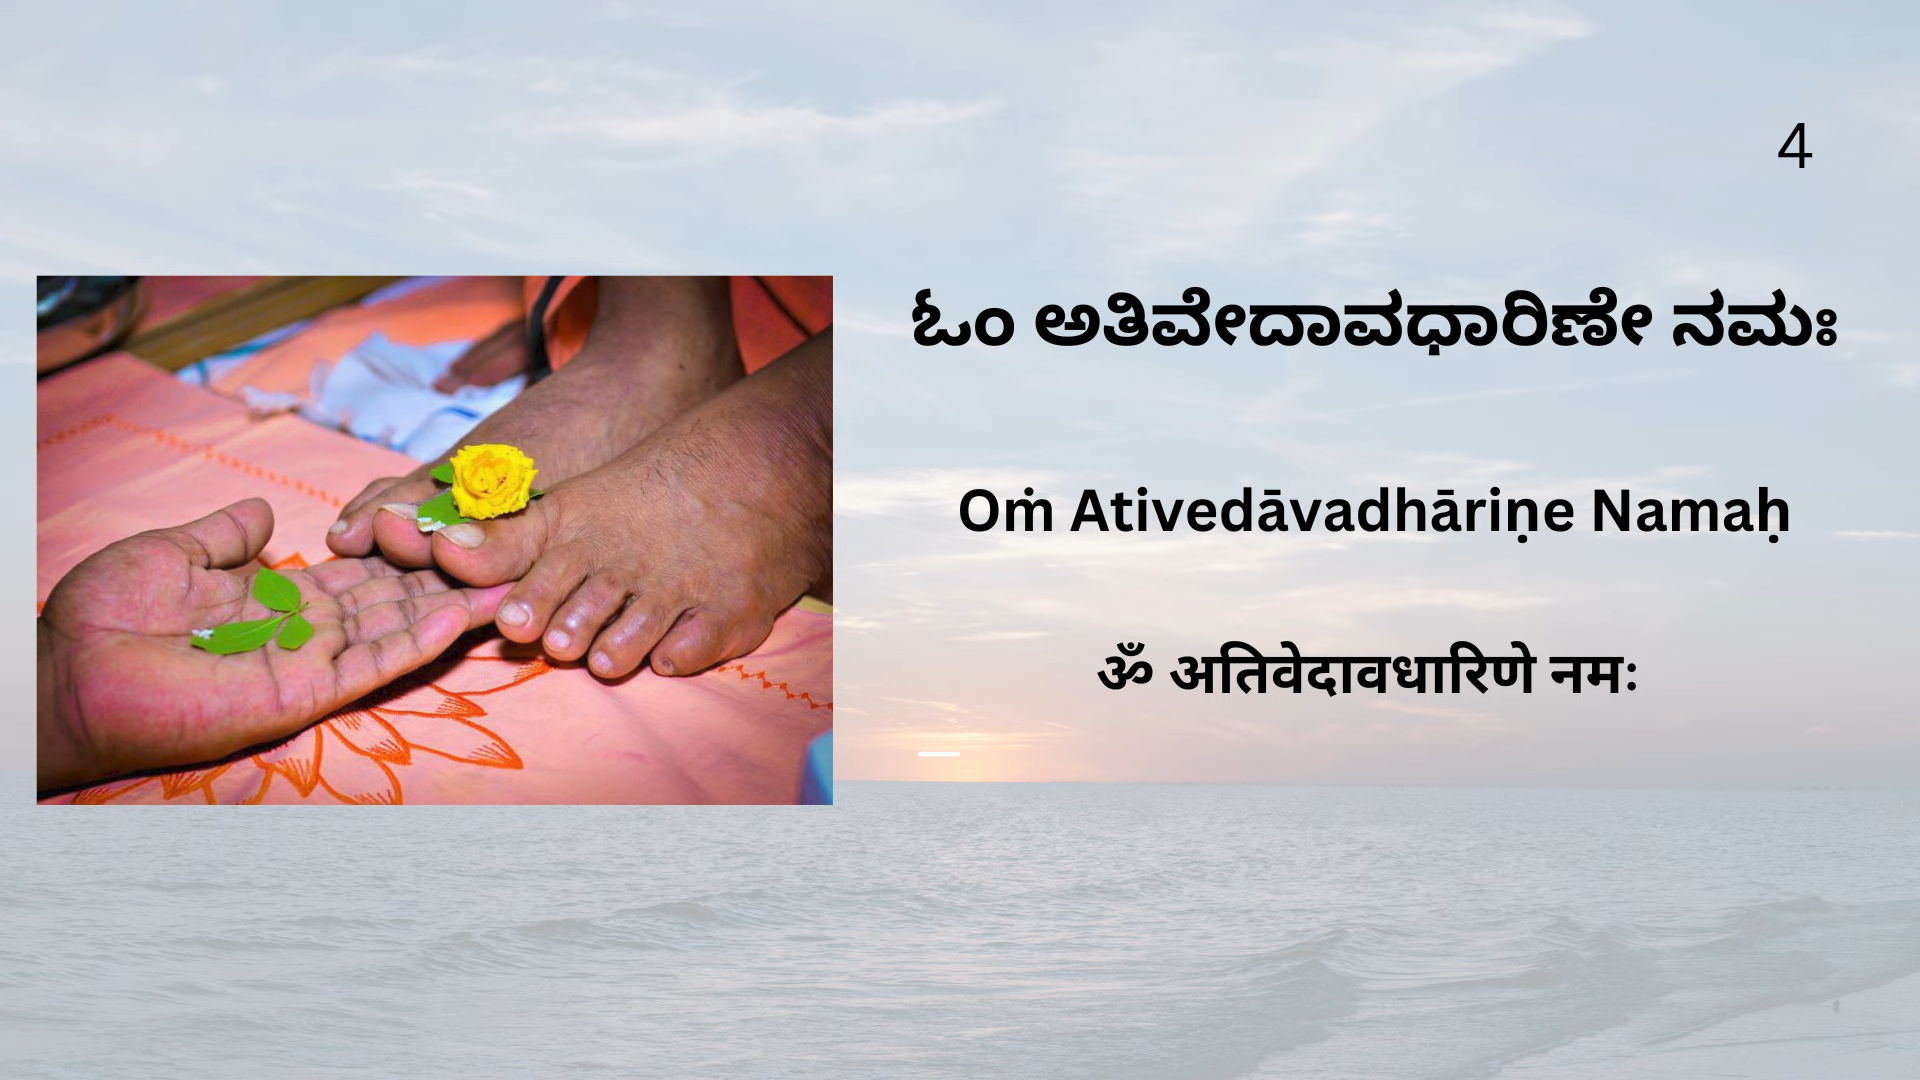 4
ಓಂ ಅತಿವೇದಾವಧಾರಿಣೇ ನಮಃ
Oṁ Ativedāvadhāriṇe Namaḥ
ॐ अतिवेदावधारिणे नमः